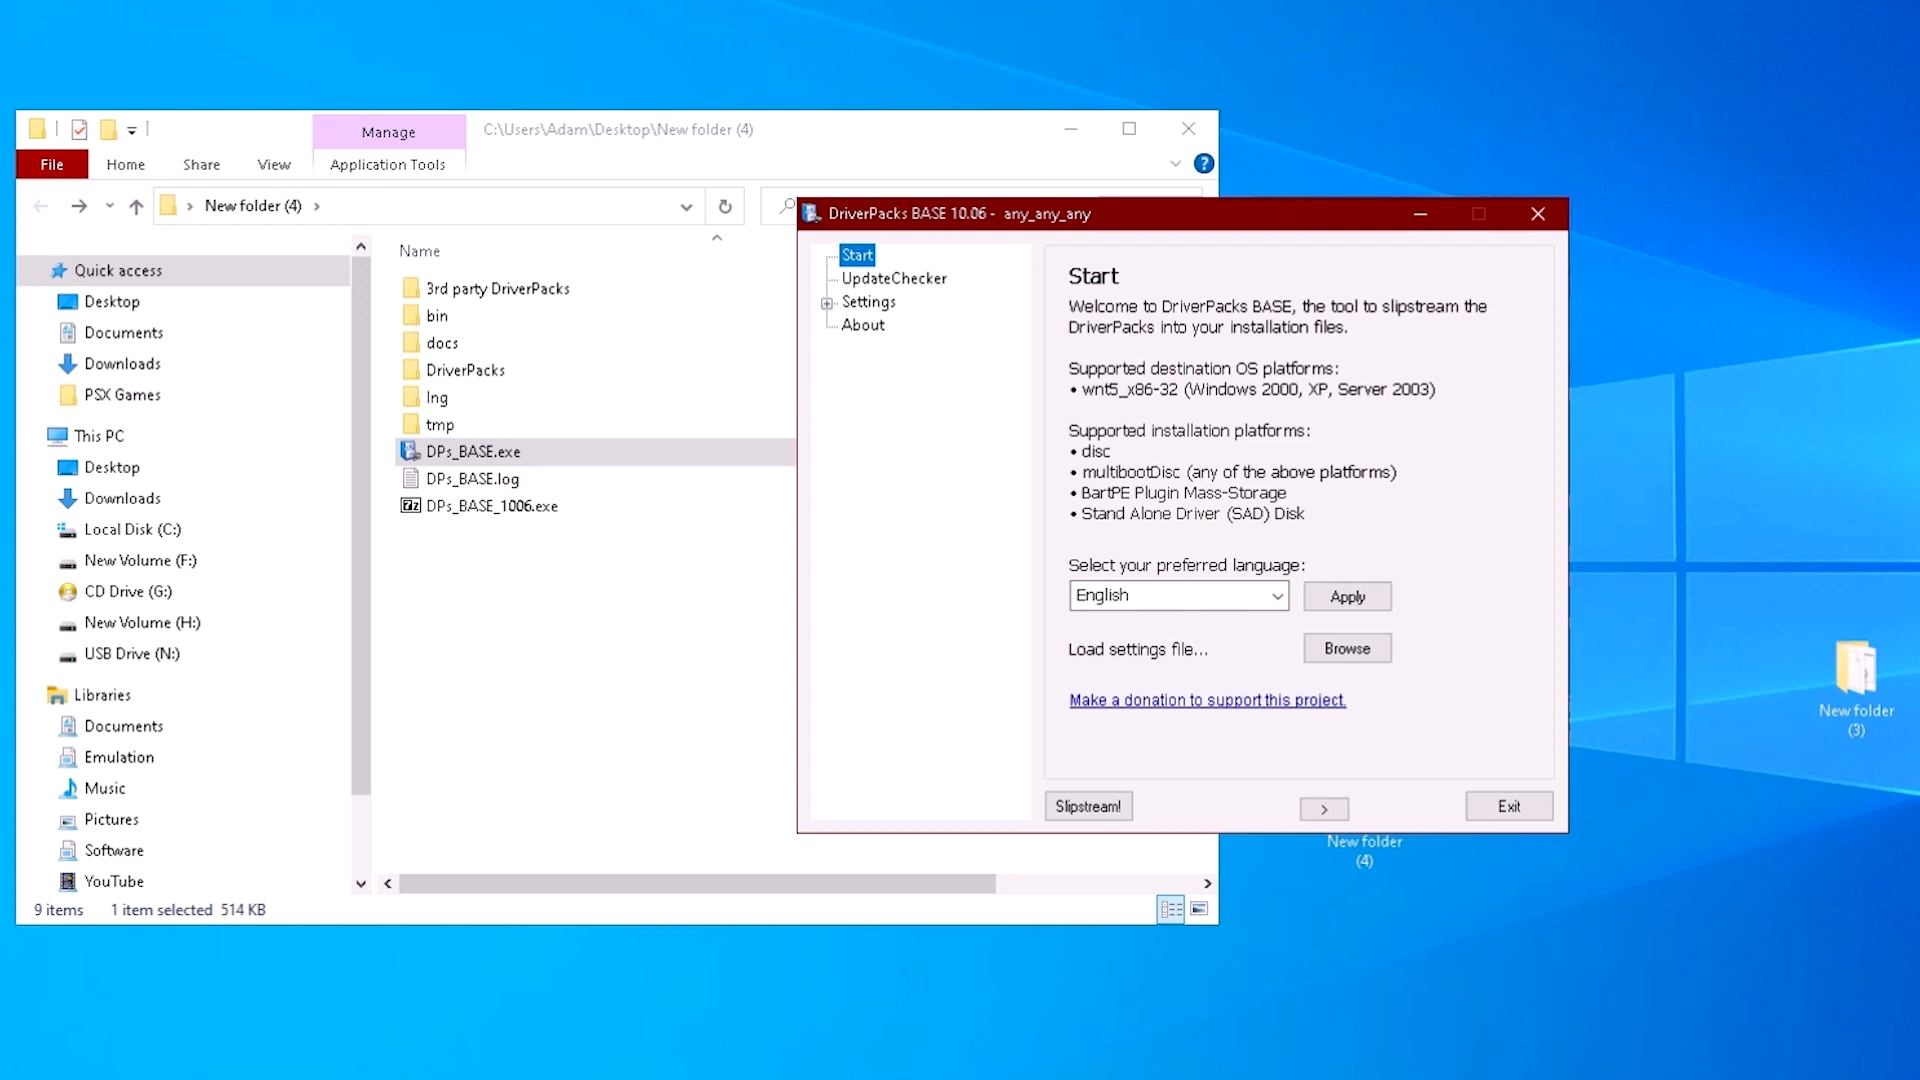 Manage
C:\Users\Adam\Desktop\New folder (4)
File
Home
Share
View
Application Tools
New folder (4)
Name
Quick access
Desktop
Documents
Downloads
PSX Games
This PC
Desktop
Downloads
Local Disk (C:)
New Volume (F:)
CD Drive (G:)
New Volume (H:)
USB Drive (N:)
Libraries
Documents
Emulation
Music
Pictures
Software
YouTube
3rd party DriverPacks
bin
docs
DriverPacks
lng
tmp
DPs_BASE.exe
DPs_BASE.log
7z DPs_BASE_1006.exe
9 items
1 item selected 514 KB
DriverPacks BASE 10.06 - any_any_any
Start
UpdateChecker
Settings
About
Start
Welcome to DriverPacks BASE, the tool to slipstream the
DriverPacks into your installation files.
Supported destination OS platforms:
• wnt5_x86-32 (Windows 2000, XP, Server 2003)
Supported installation platforms:
• disc
• multibootDisc (any of the above platforms)
• BartPE Plugin Mass-Storage
• Stand Alone Driver (SAD) Disk
Select your preferred language:
English
Apply
Load settings file...
Browse
Make a donation to support this project.
Slipstream!
>
Exit
New folder
(3)
New folder
(4)